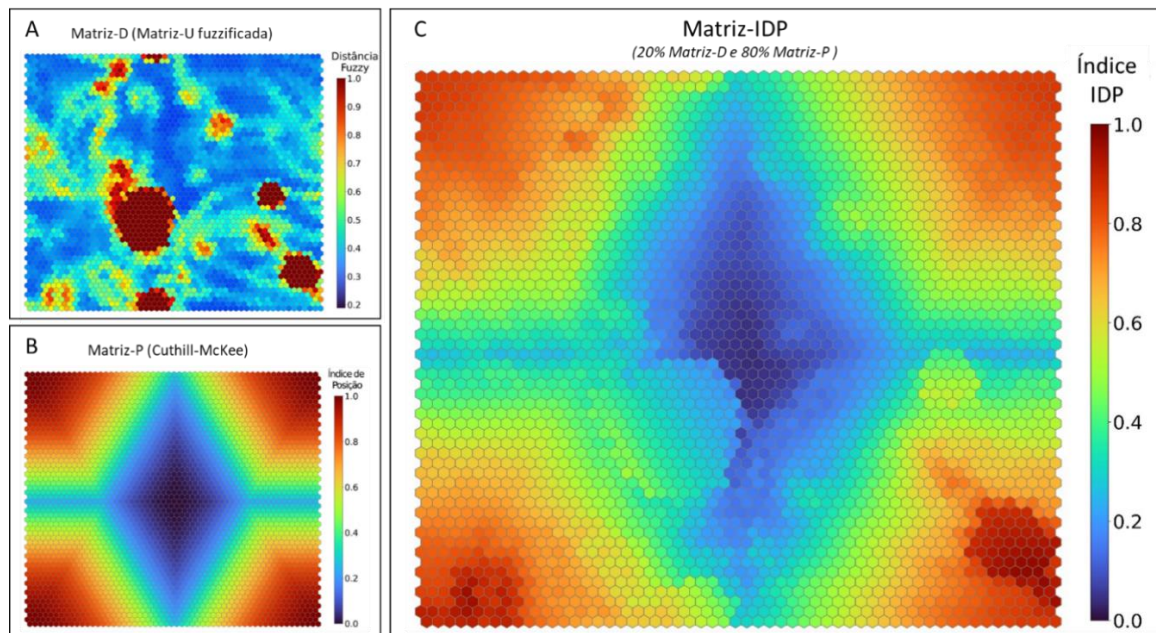 A
Matriz-D (Matriz-U fuzzificada)
Distância
Fuzzy
1.0
0.9
0.8
0.7
0.6
0.5
0.4
0.3
0.2
B
Matriz-P (Cuthill-McKee)
Índice de
Posição
1.0
0.8
0.6
0.4
0.2
0.0
C
Matriz-IDP
(20% Matriz-D e 80% Matriz-P )
Índice
IDP
1.0
0.8
0.6
0.4
0.2
0.0